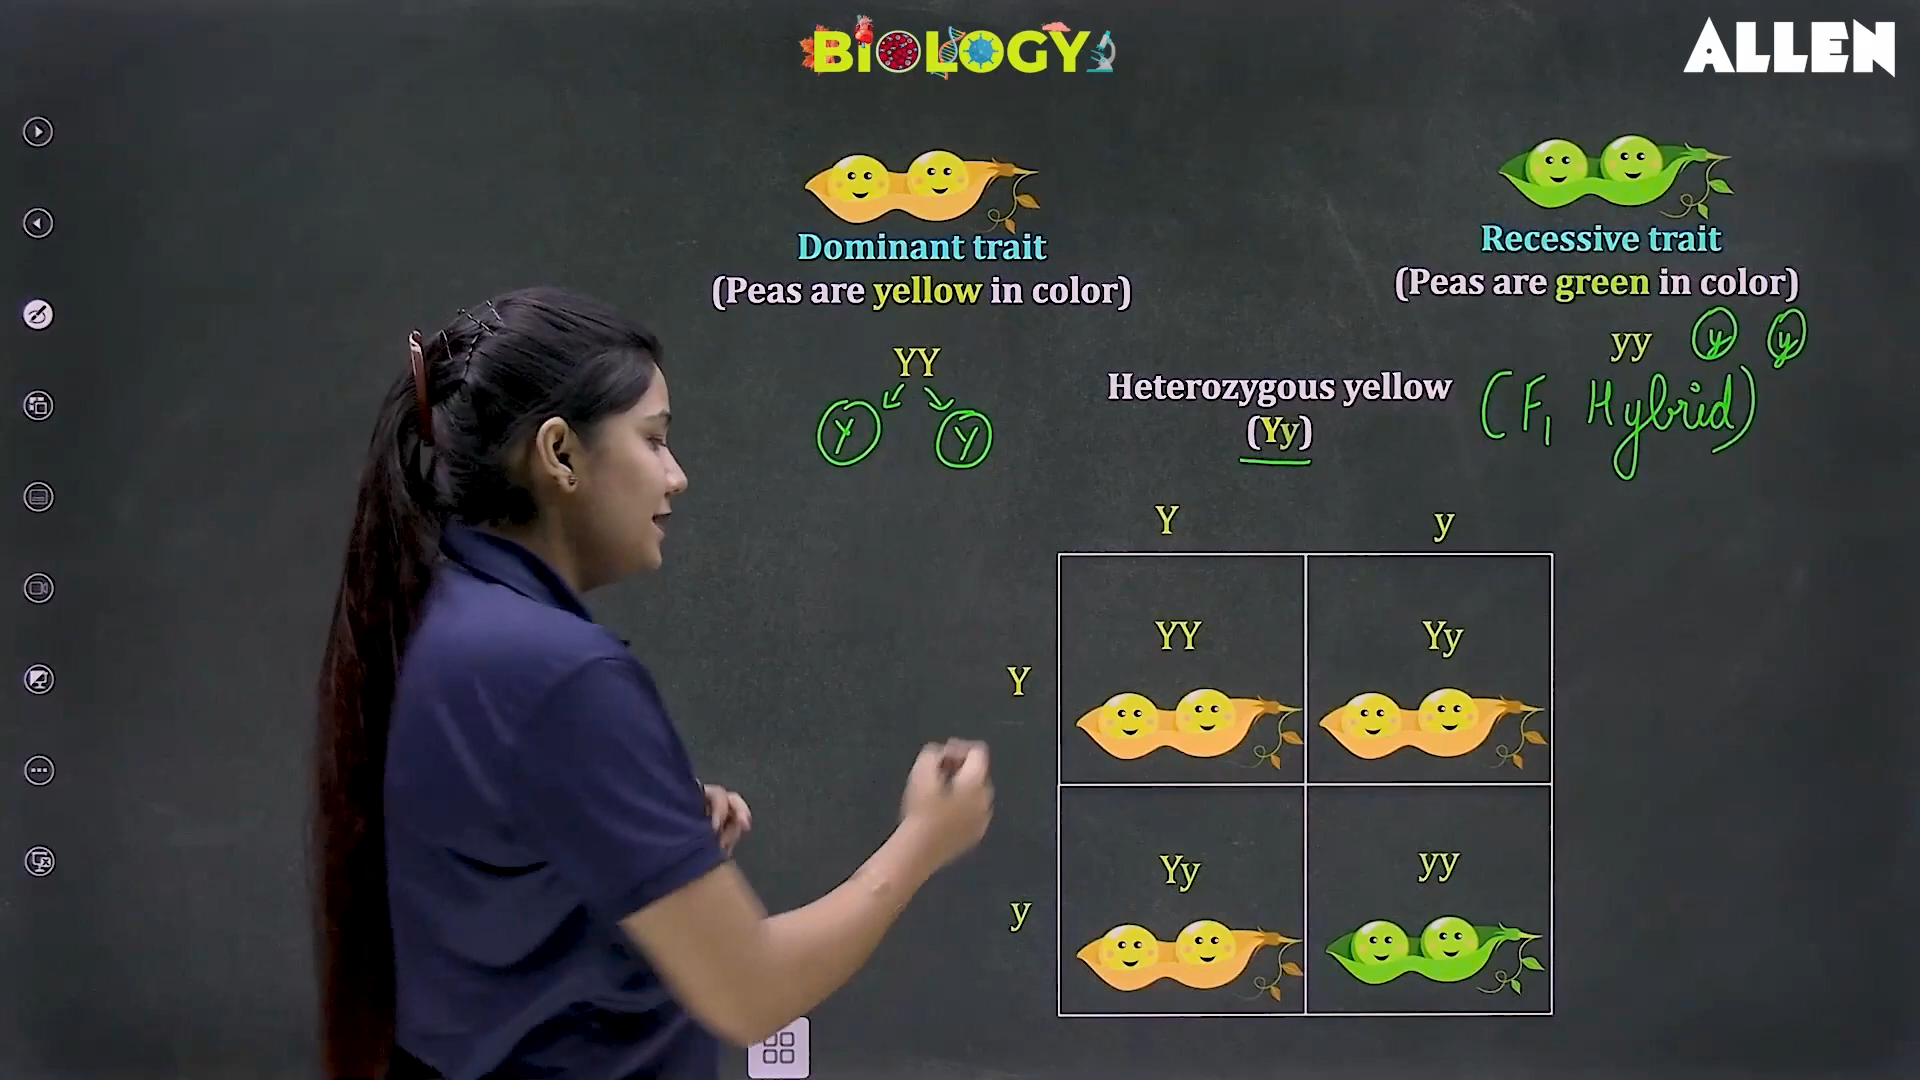 BiOLOGY
ALLEN
Dominant trait
(Peas are yellow in color)
Recessive trait
(Peas are green in color)
YY
Y Y
yy y y
Heterozygous yellow
(Yy)
(F1 Hybrid)
Y y
YY Yy
Y
Yy yy
y